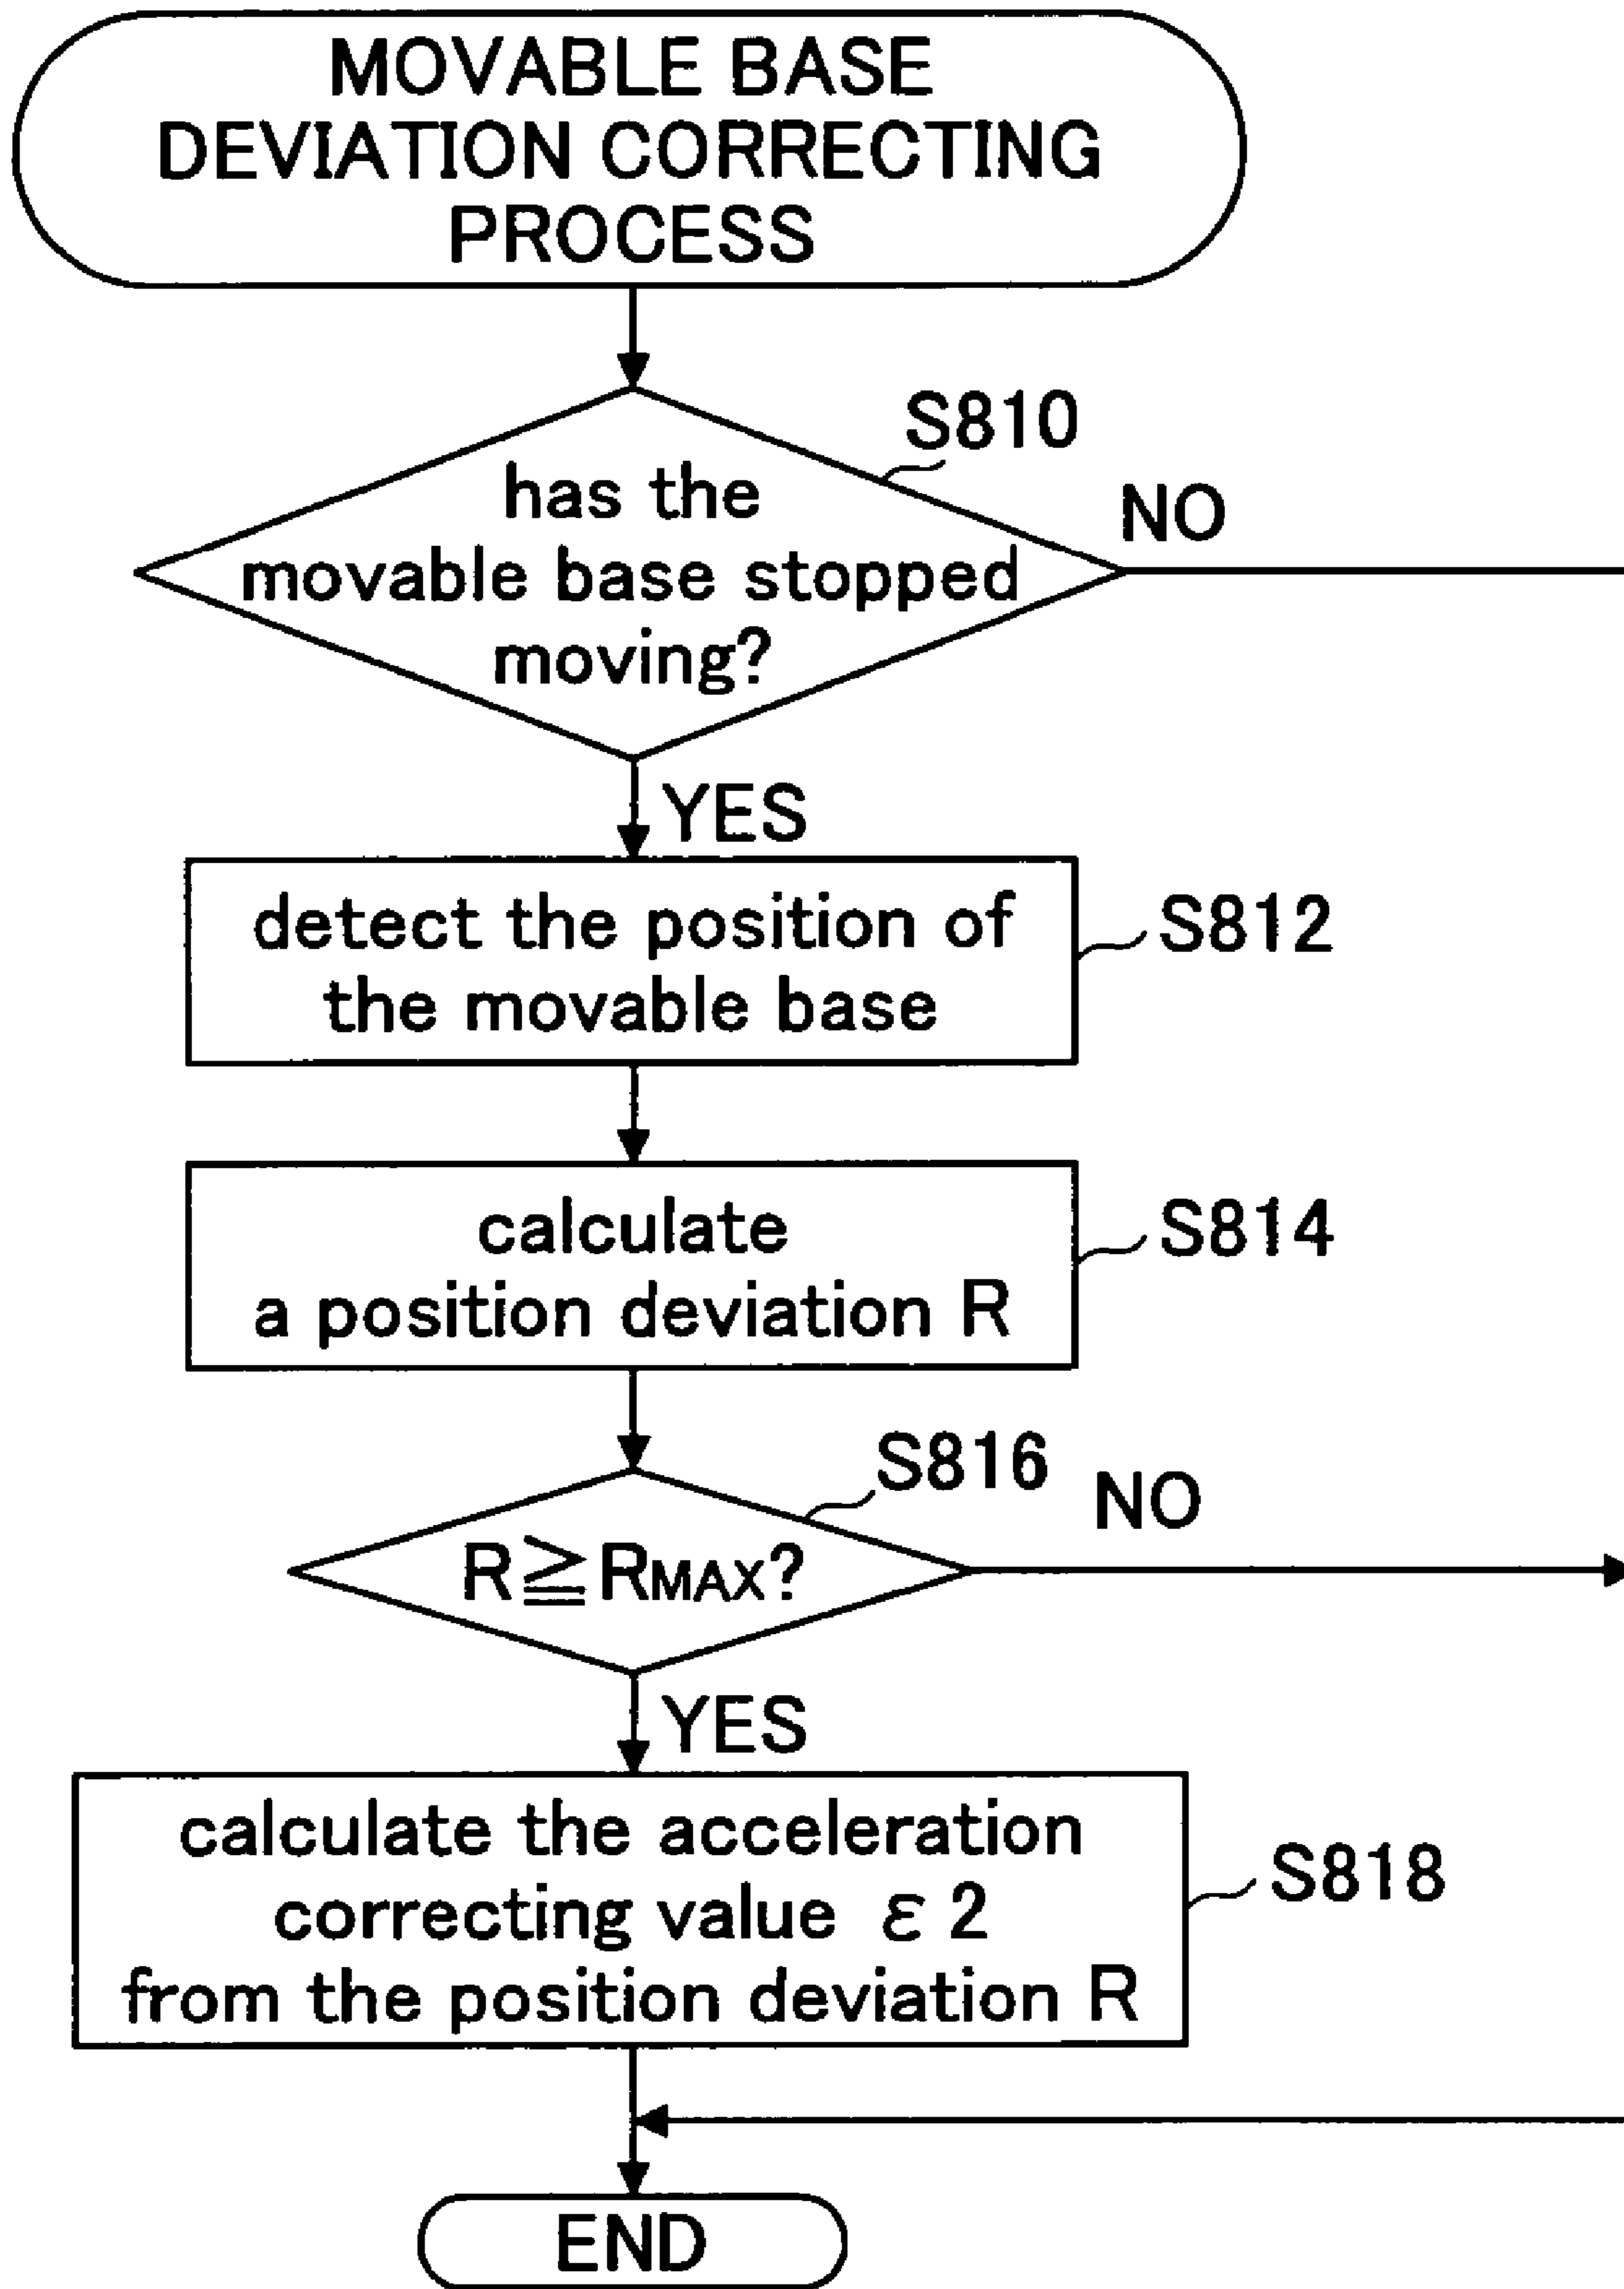 MOVABLE BASE
DEVIATION CORRECTING
PROCESS
S810
has the
movable base stopped
moving?
NO
YES
detect the position of
the movable base
S812
calculate
a position deviation R
S814
S816
R≧RMAX?
NO
YES
calculate the acceleration
correcting value ε2
from the position deviation R
S818
END